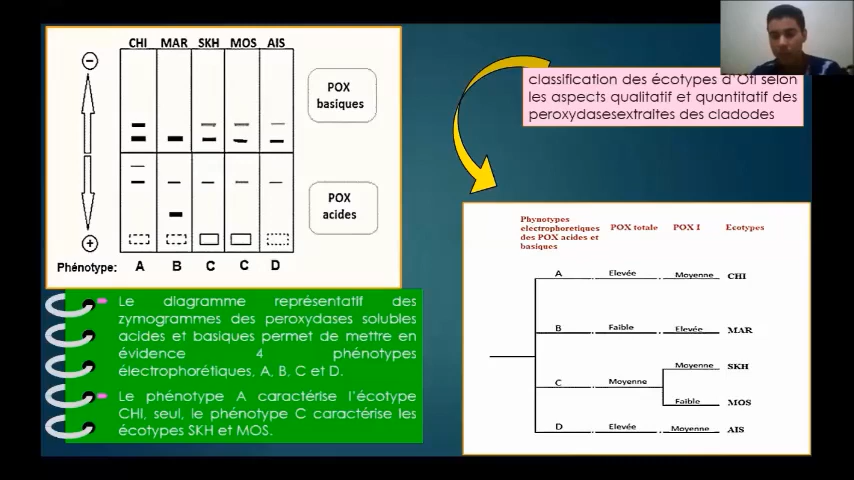 CHI MAR SKH MOS AIS
POX
basiques
POX
acides
Phénotype: A B C C D
Le diagramme représentatif des
zymogrammes des peroxydases solubles
acides et basiques permet de mettre en
évidence 4 phénotypes
électrophorétiques, A, B, C et D.
Le phénotype A caractérise l'écotype
CHI, seul, le phénotype C caractérise les
écotypes SKH et MOS.
classification des écotypes d'Ofi selon
les aspects qualitatif et quantitatif des
peroxydasesextraites des cladodes
Phynotypes
electrophoretiques
des POX acides et
basiques
POX totale
POX I
Ecotypes
A Elevée Moyenne CHI
B Faible Elevée MAR
Moyenne SKH
C Moyenne
Faible MOS
D Elevée Moyenne AIS